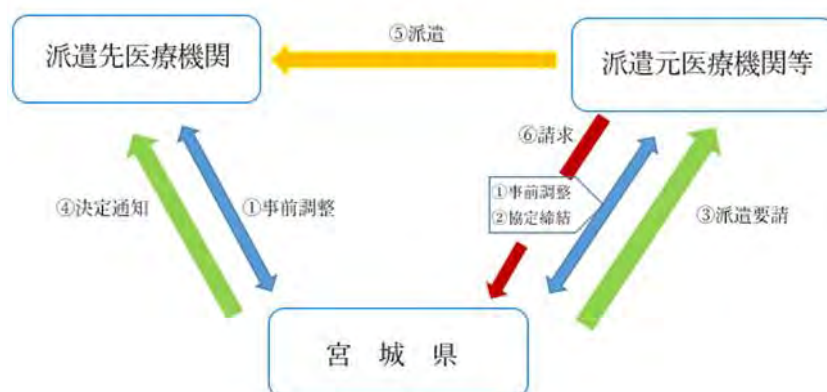 ⑤派遣
派遣先医療機関
派遣元医療機関等
⑥請求
①事前調整
②協定締結
④決定通知
①事前調整
③派遣要請
宮 城 県